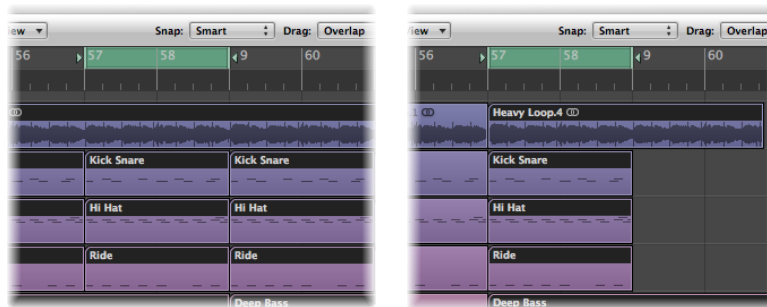 iew Snap: Smart Drag: Overlap
56 57 58 9 60
Kick Snare Kick Snare
Hi Hat Hi Hat
Ride Ride
Deep Bass
View Snap: Smart Drag: Overlap
56 57 58 9 60
1 Heavy Loop.4
Kick Snare
Hi Hat
Ride
Deep Bass